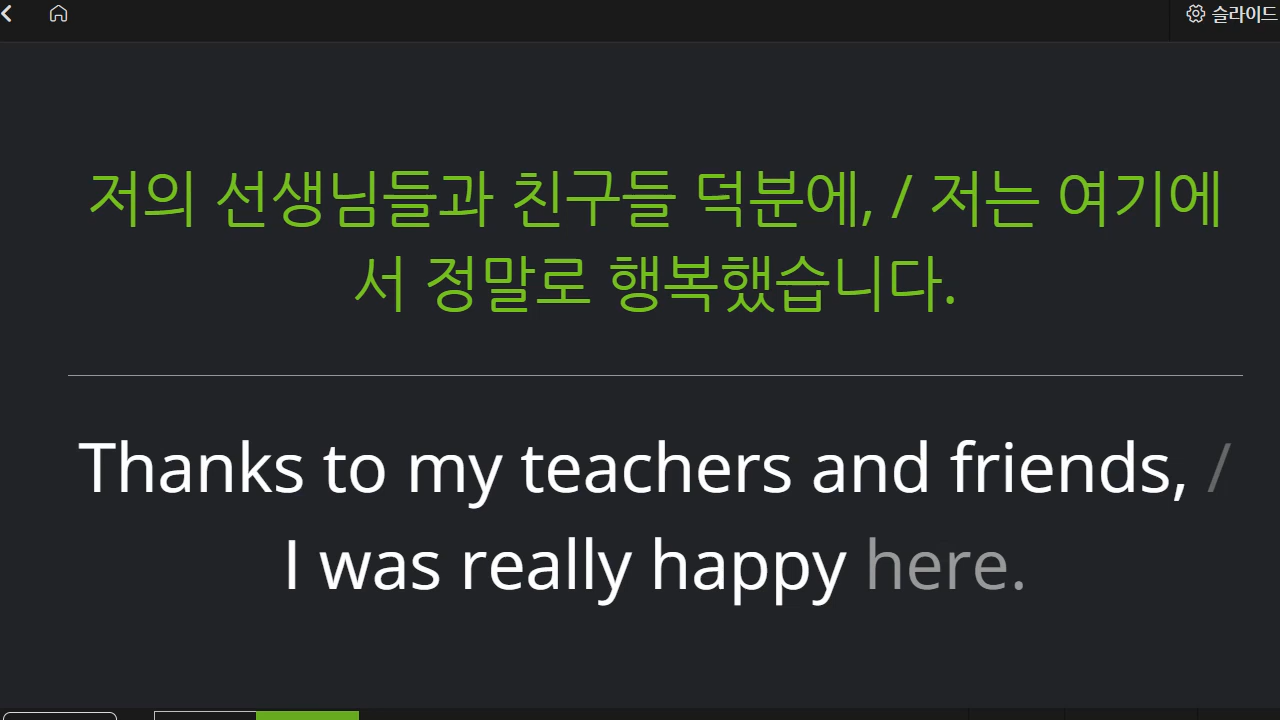 슬라이드
저의 선생님들과 친구들 덕분에, / 저는 여기에
서 정말로 행복했습니다.
Thanks to my teachers and friends, /
I was really happy here.